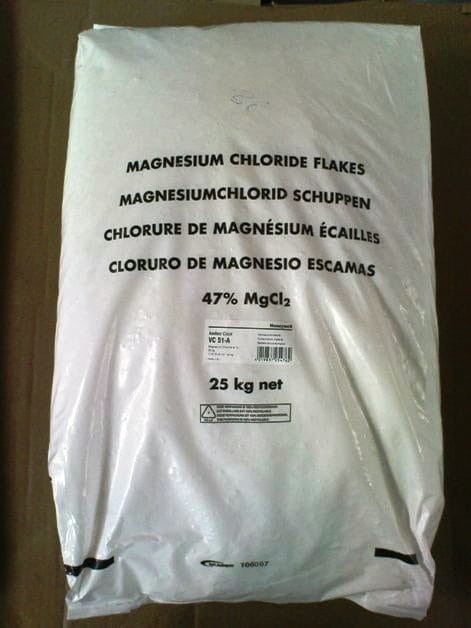 MAGNESIUM CHLORIDE FLAKES
MAGNESIUMCHLORID SCHUPPEN
CHLORURE DE MAGNÉSIUM ÉCAILLES
CLORURO DE MAGNESIO ESCAMAS
47% MgCl₂
Honeywell
VC 51-A
25 kg net
106007